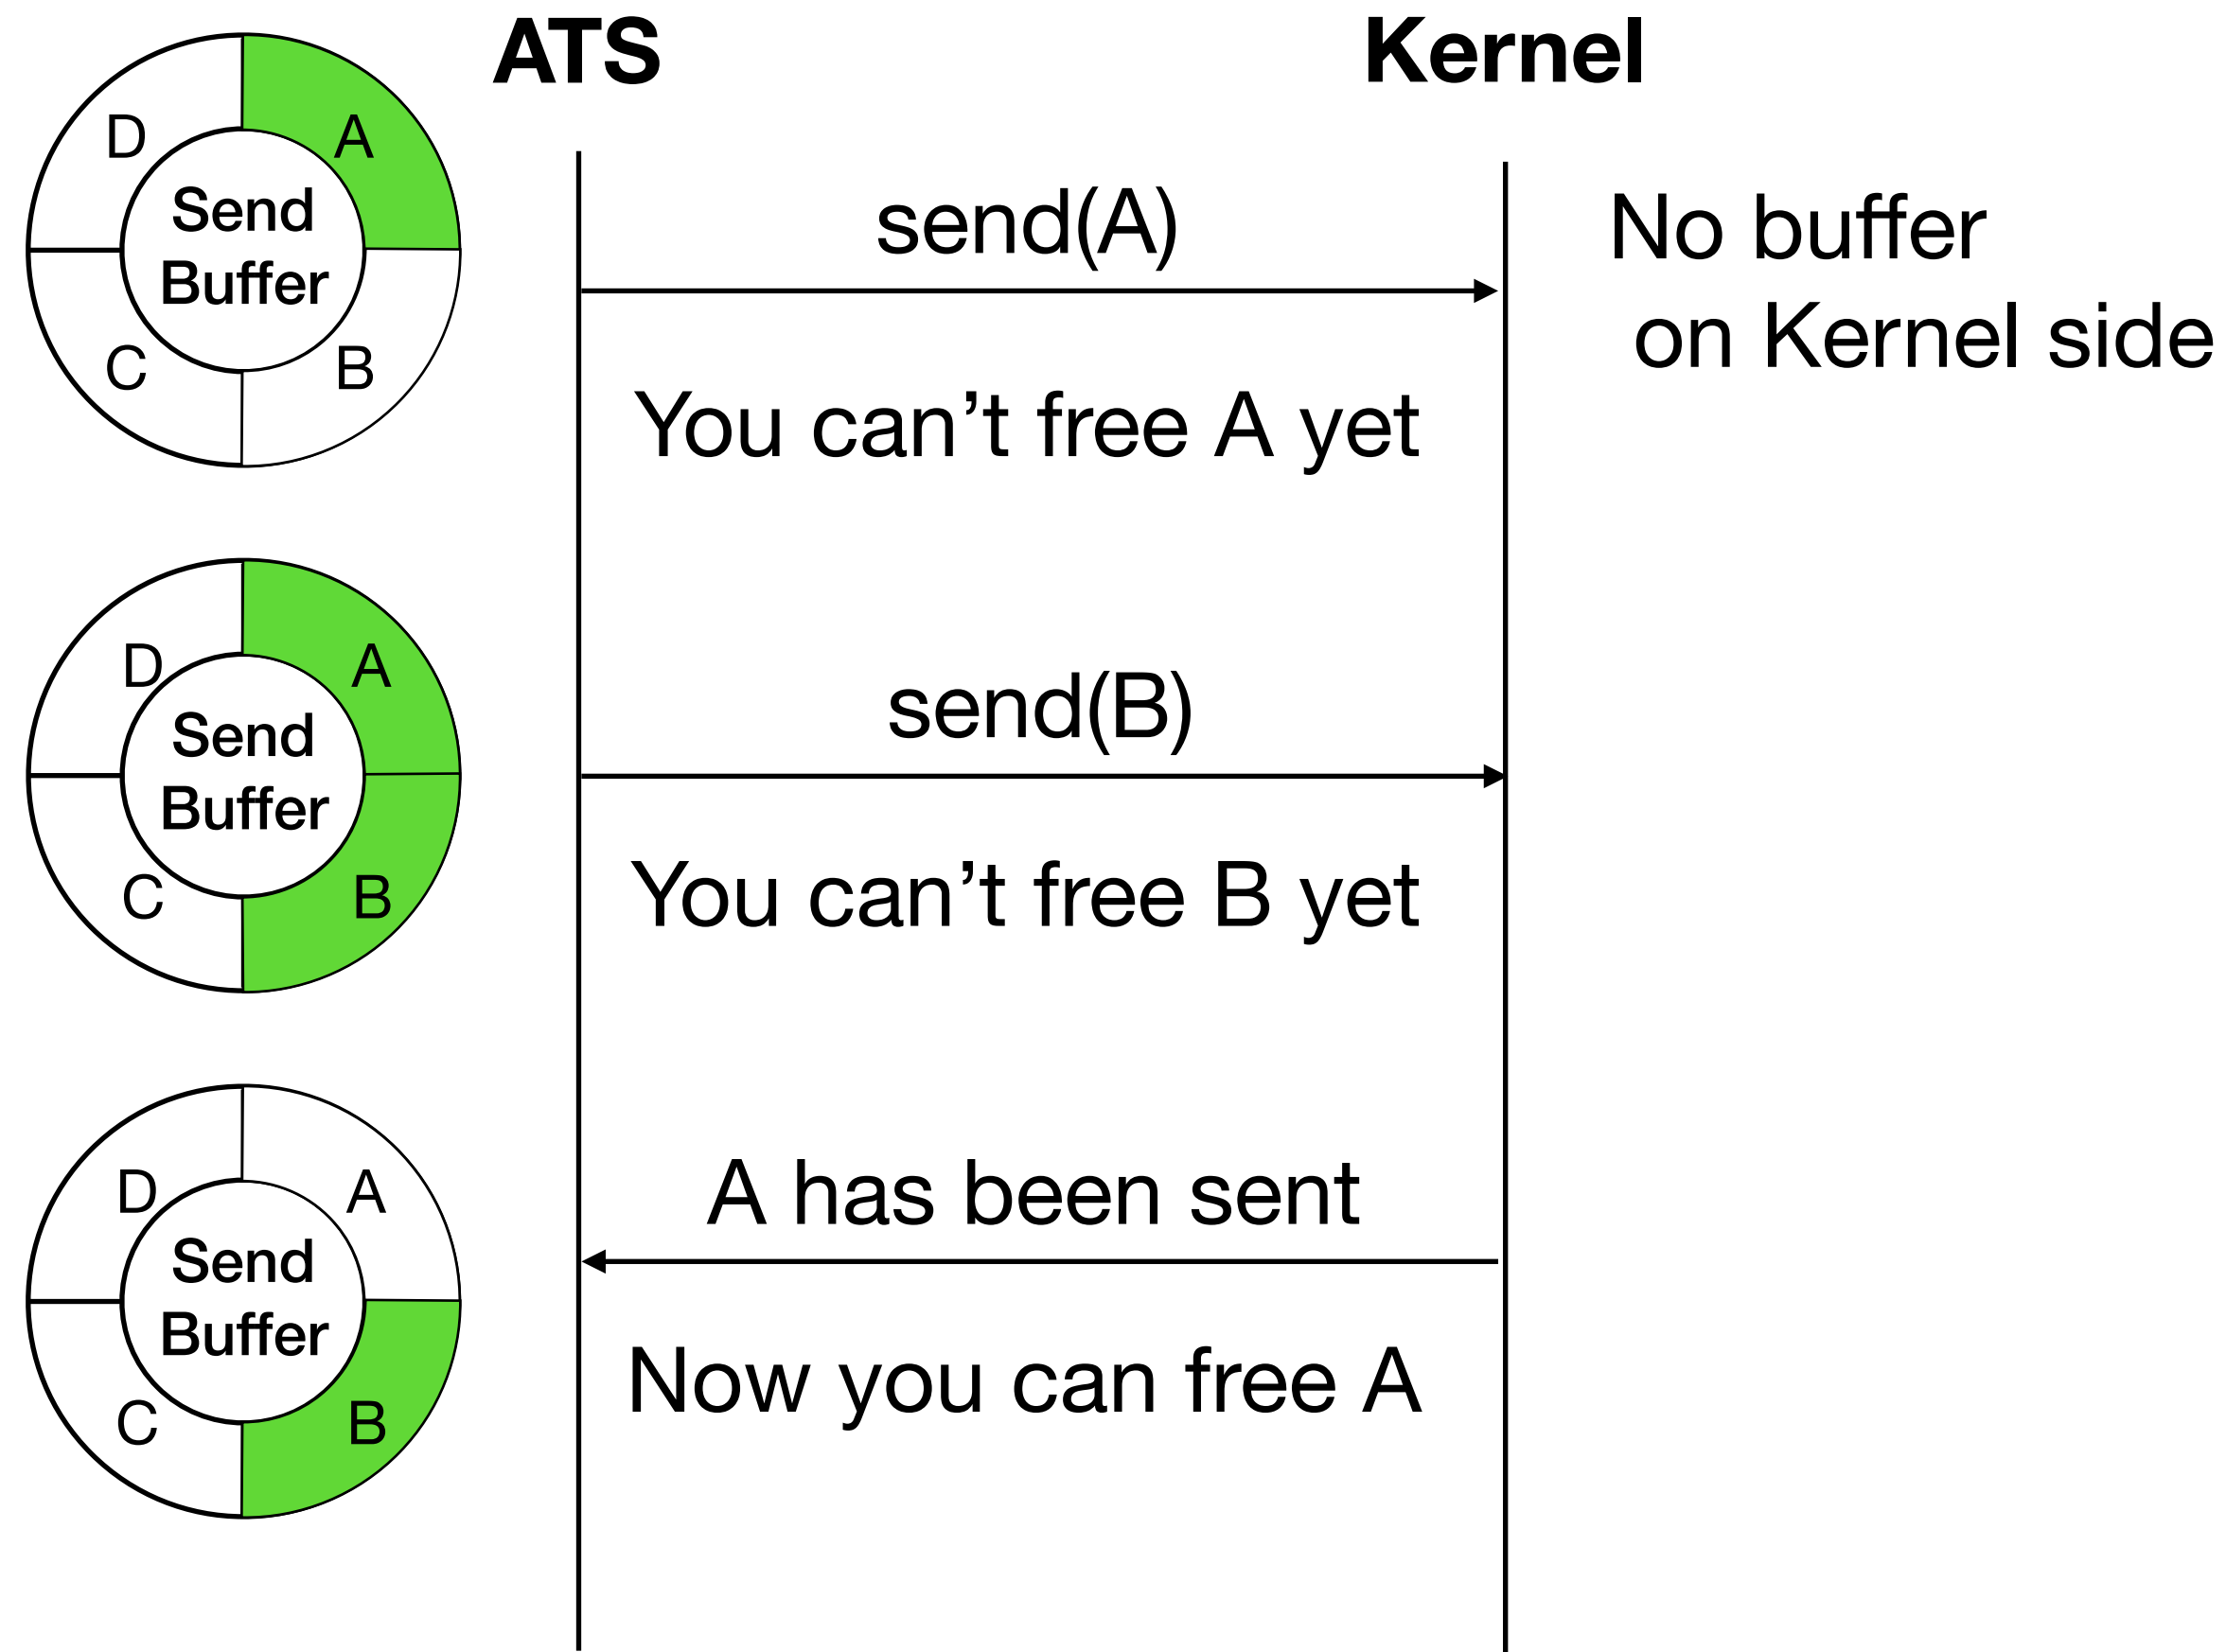 ATS
Kernel
D
A
Send
Buffer
C
B
send(A)
No buffer
on Kernel side
You can’t free A yet
D
A
Send
Buffer
C
B
send(B)
You can’t free B yet
D
A
Send
Buffer
C
B
A has been sent
Now you can free A